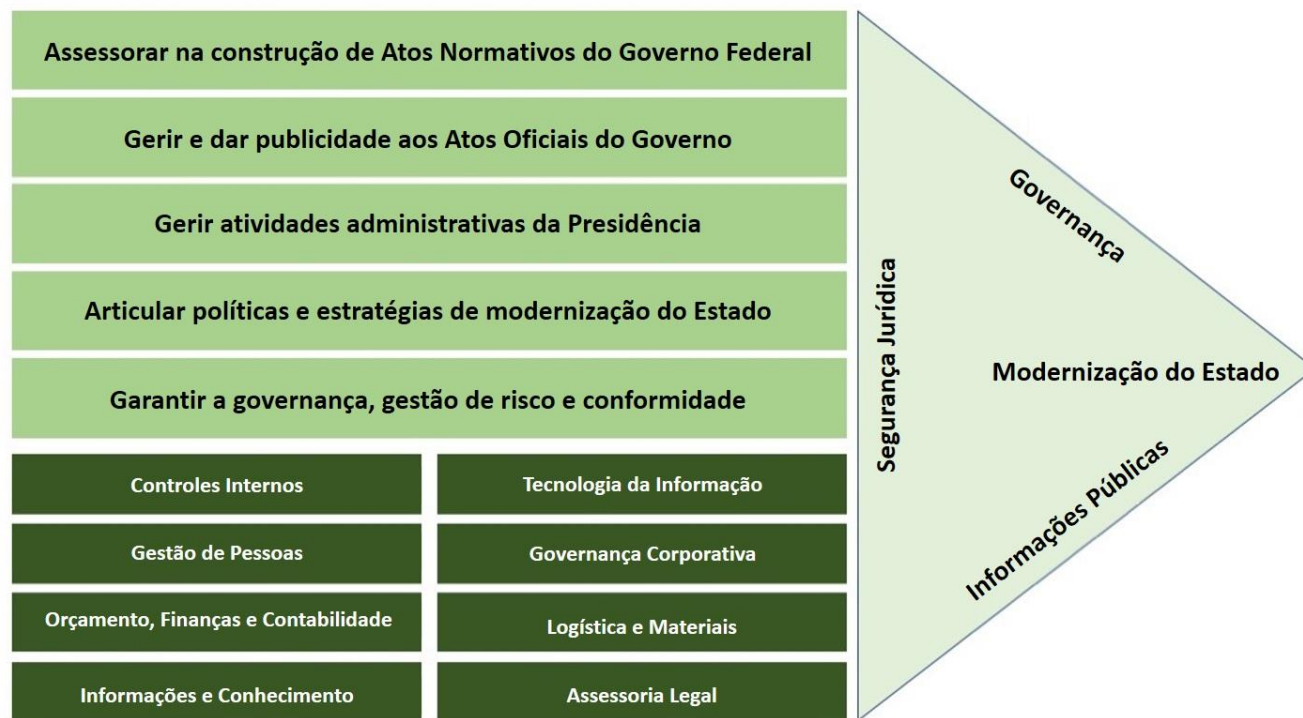 Assessorar na construção de Atos Normativos do Governo Federal
Gerir e dar publicidade aos Atos Oficiais do Governo
Gerir atividades administrativas da Presidência
Articular políticas e estratégias de modernização do Estado
Garantir a governança, gestão de risco e conformidade
Controles Internos
Tecnologia da Informação
Gestão de Pessoas
Governança Corporativa
Orçamento, Finanças e Contabilidade
Logística e Materiais
Informações e Conhecimento
Assessoria Legal
Segurança Jurídica
Governança
Modernização do Estado
Informações Públicas